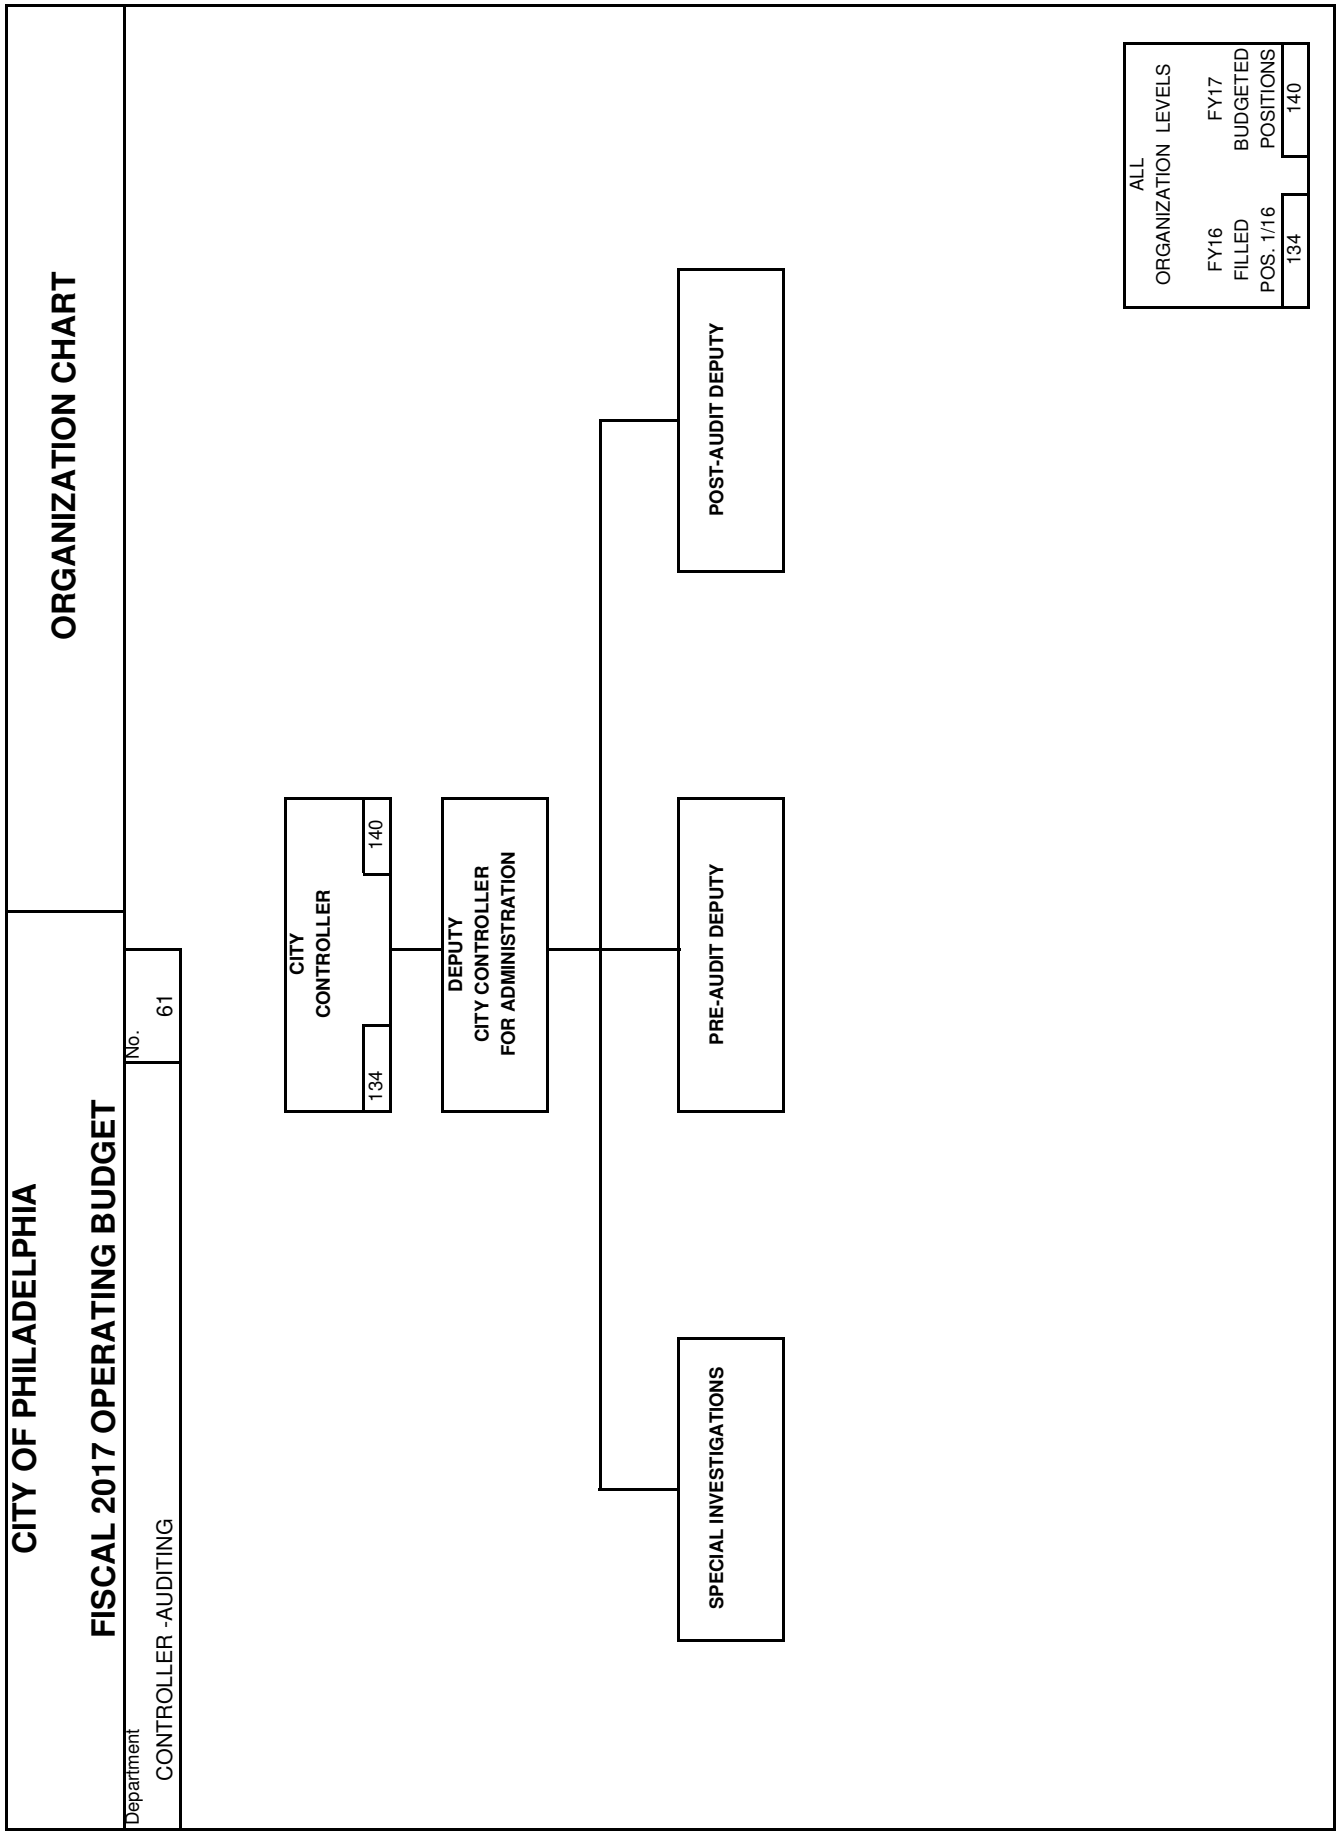 CITY OF PHILADELPHIA
FISCAL 2017 OPERATING BUDGET
ORGANIZATION CHART
Department
CONTROLLER -AUDITING
No.
61
CITY
CONTROLLER
134
140
DEPUTY
CITY CONTROLLER
FOR ADMINISTRATION
SPECIAL INVESTIGATIONS
PRE-AUDIT DEPUTY
POST-AUDIT DEPUTY
ALL
ORGANIZATION LEVELS
FY16 FY17
FILLED BUDGETED
POS. 1/16 POSITIONS
134 140